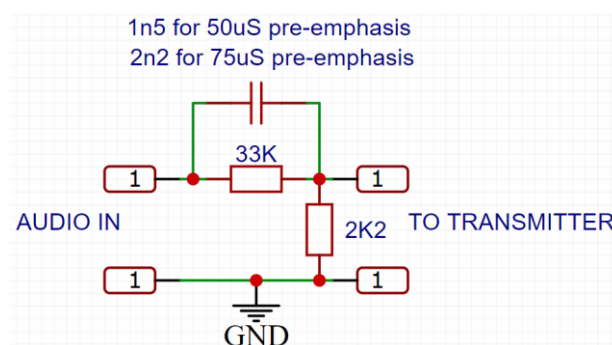 1n5 for 50uS pre-emphasis
2n2 for 75uS pre-emphasis
33K
1
1
AUDIO IN
2K2
TO TRANSMITTER
1
1
GND